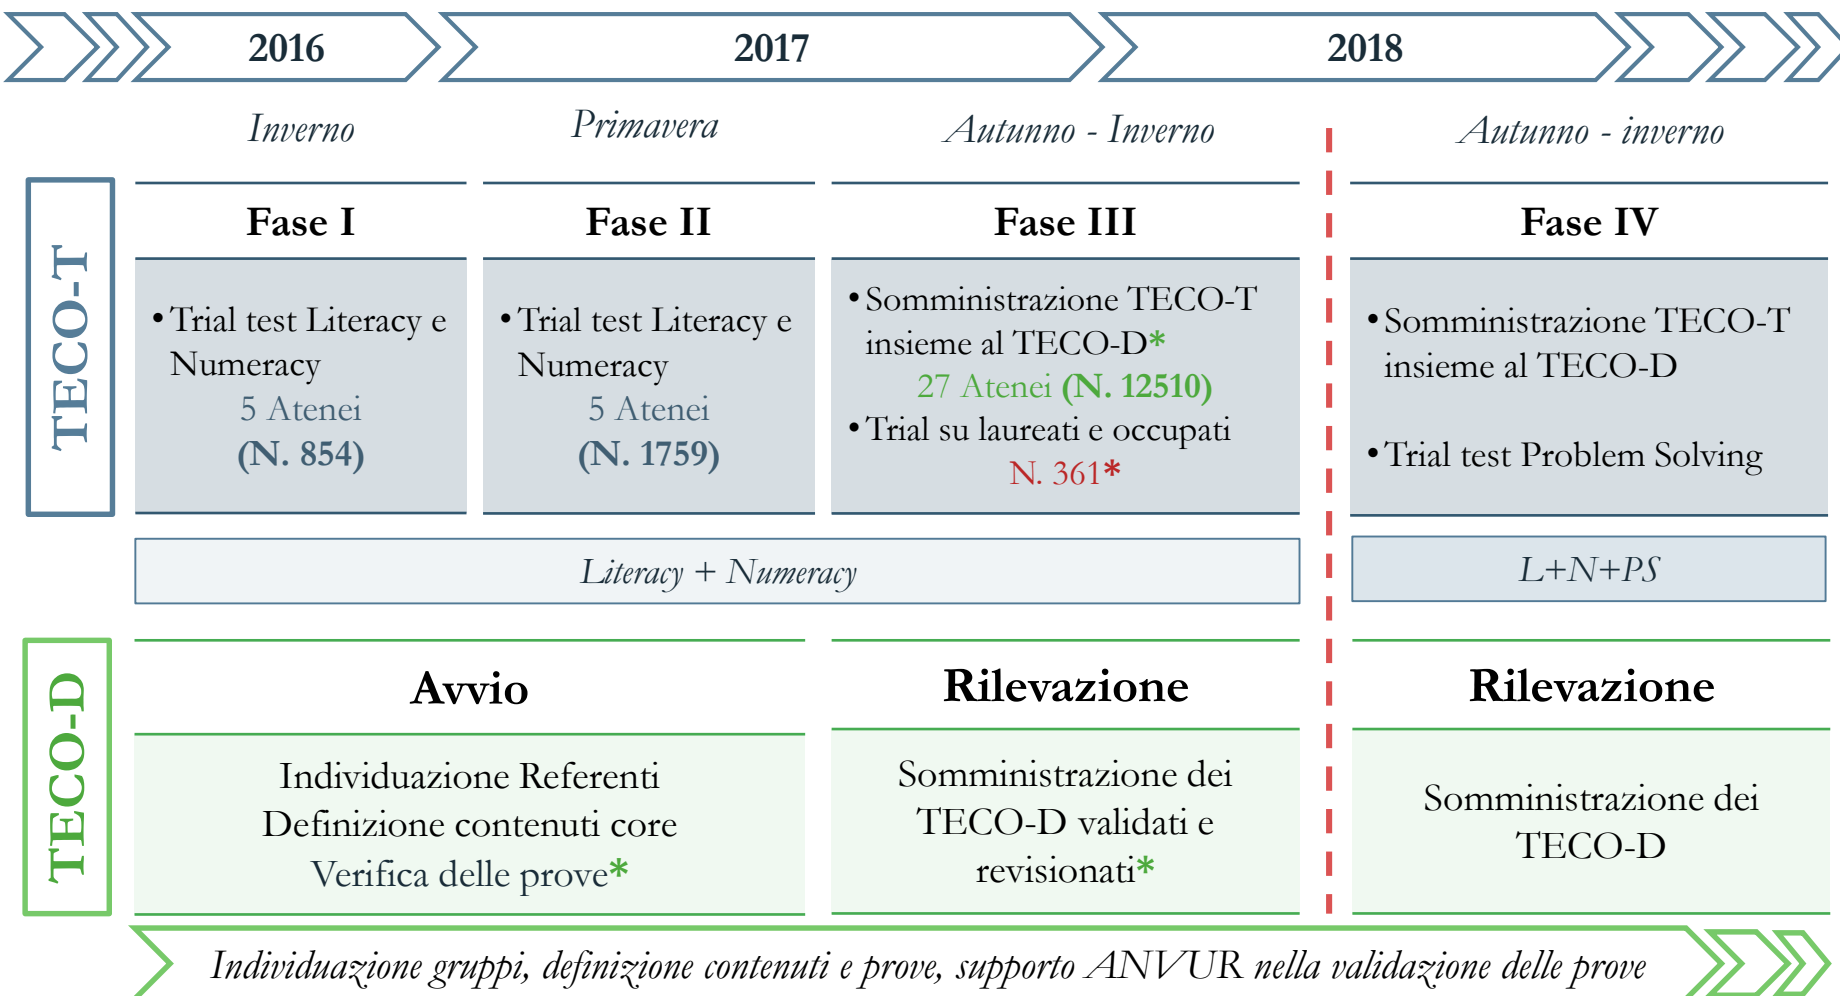 2016
2017
2018
Inverno
Primavera
Autunno - Inverno
Autunno - inverno
TECO-T
Fase I
• Trial test Literacy e
Numeracy
5 Atenei
(N. 854)
Fase II
• Trial test Literacy e
Numeracy
5 Atenei
(N. 1759)
Fase III
• Somministrazione TECO-T
insieme al TECO-D*
27 Atenei (N. 12510)
• Trial su laureati e occupati
N. 361*
Fase IV
• Somministrazione TECO-T
insieme al TECO-D
• Trial test Problem Solving
Literacy + Numeracy
L+N+PS
TECO-D
Avvio
Individuazione Referenti
Definizione contenuti core
Verifica delle prove*
Rilevazione
Somministrazione dei
TECO-D validati e
revisionati*
Rilevazione
Somministrazione dei
TECO-D
Individuazione gruppi, definizione contenuti e prove, supporto ANVUR nella validazione delle prove